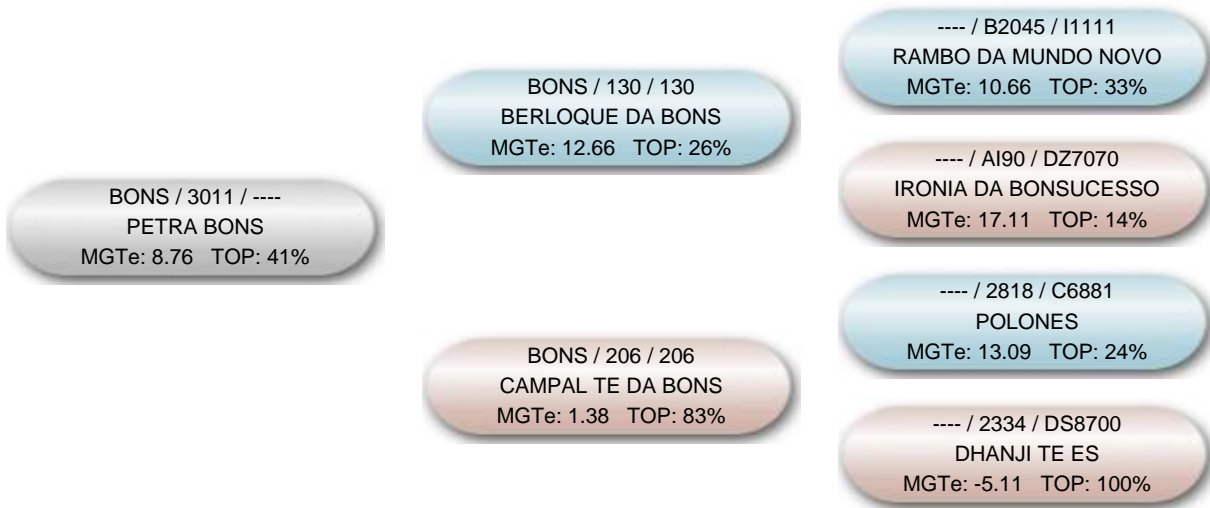 BONS / 3011 / ----
PETRA BONS
MGTe: 8.76 TOP: 41%
BONS / 130 / 130
BERLOQUE DA BONS
MGTe: 12.66 TOP: 26%
BONS / 206 / 206
CAMPAL TE DA BONS
MGTe: 1.38 TOP: 83%
---- / B2045 / I1111
RAMBO DA MUNDO NOVO
MGTe: 10.66 TOP: 33%
---- / AI90 / DZ7070
IRONIA DA BONSUCESSO
MGTe: 17.11 TOP: 14%
---- / 2818 / C6881
POLONES
MGTe: 13.09 TOP: 24%
---- / 2334 / DS8700
DHANJI TE ES
MGTe: -5.11 TOP: 100%